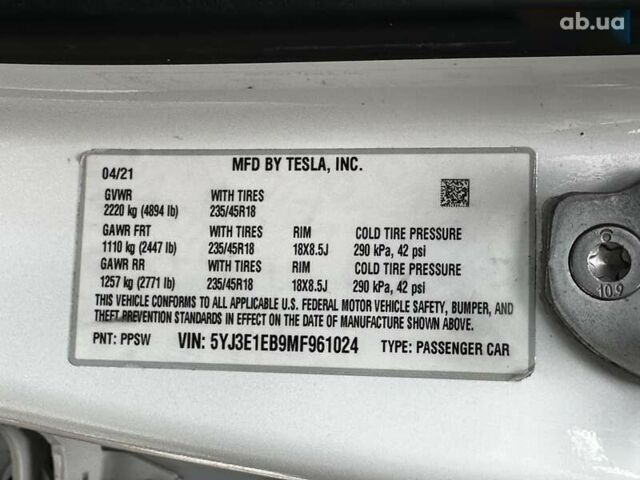 ab.ua
MFD BY TESLA, INC.
04/21
GVWR WITH TIRES
2220 kg (4894 lb) 235/45R18
GAWR FRT WITH TIRES RIM COLD TIRE PRESSURE
1110 kg (2447 lb) 235/45R18 18X8.5J 290 kPa, 42 psi
GAWR RR WITH TIRES RIM COLD TIRE PRESSURE
1257 kg (2771 lb) 235/45R18 18X8.5J 290 kPa, 42 psi
THIS VEHICLE CONFORMS TO ALL APPLICABLE U.S. FEDERAL MOTOR VEHICLE SAFETY, BUMPER, AND
THEFT PREVENTION STANDARDS IN EFFECT ON THE DATE OF MANUFACTURE SHOWN ABOVE.
PNT: PPSW VIN: 5YJ3E1EB9MF961024 TYPE: PASSENGER CAR
6
10.9